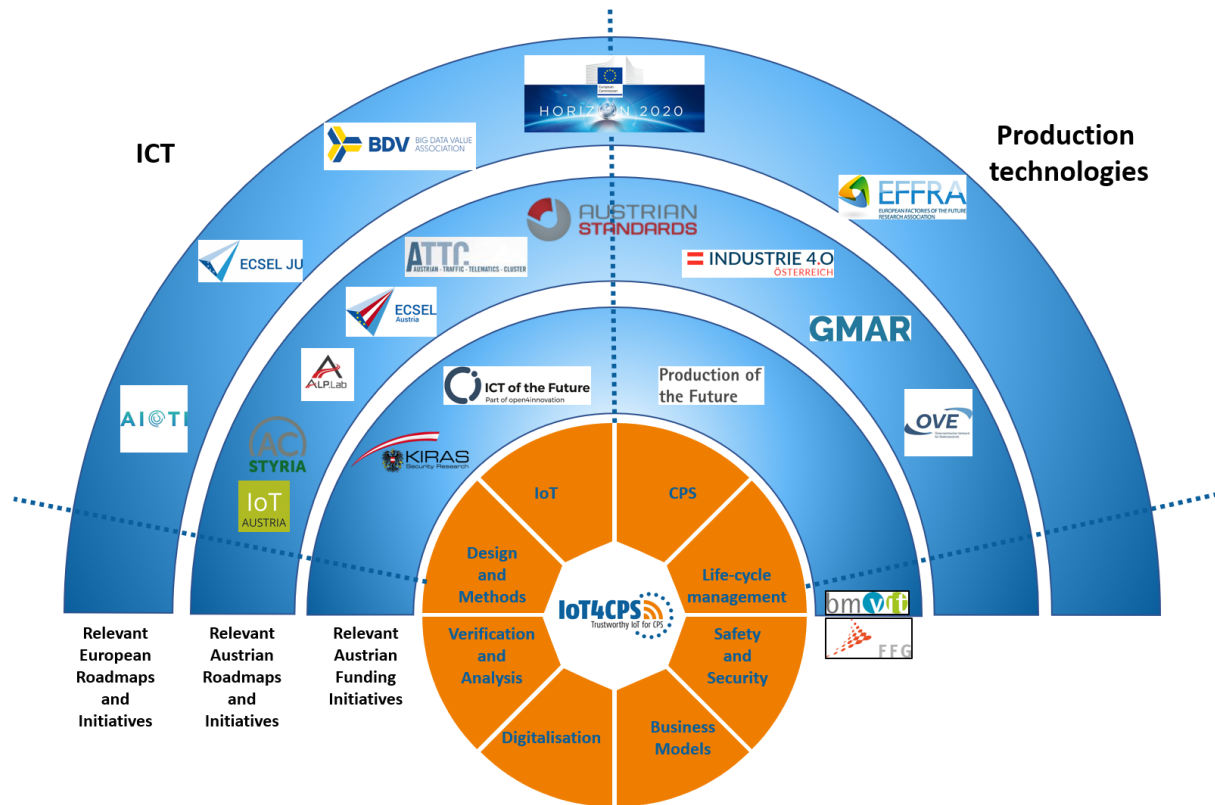 ICT
Production
technologies
European
Commission
HORIZON 2020
BDV BIG DATA VALUE
ASSOCIATION
EFFRA
EUROPEAN FACTORIES OF THE FUTURE
RESEARCH ASSOCIATION
ECSEL JU
AIOTI
AUSTRIAN
STANDARDS
ATTC
AUSTRIAN - TRAFFIC - TELEMATICS - CLUSTER
INDUSTRIE 4.0
ÖSTERREICH
ECSEL
Austria
GMAR
ALP.Lab
AC
STYRIA
IoT
AUSTRIA
OVE
ICT of the Future
Part of open4innovation
Production of
the Future
KIRAS
Security Research
IoT
CPS
Design
and
Methods
Life-cycle
management
IoT4CPS
Trustworthy IoT for CPS
Verification
and
Analysis
Safety
and
Security
Digitalisation
Business
Models
bmvit
FFG
Relevant
European
Roadmaps
and
Initiatives
Relevant
Austrian
Roadmaps
and
Initiatives
Relevant
Austrian
Funding
Initiatives